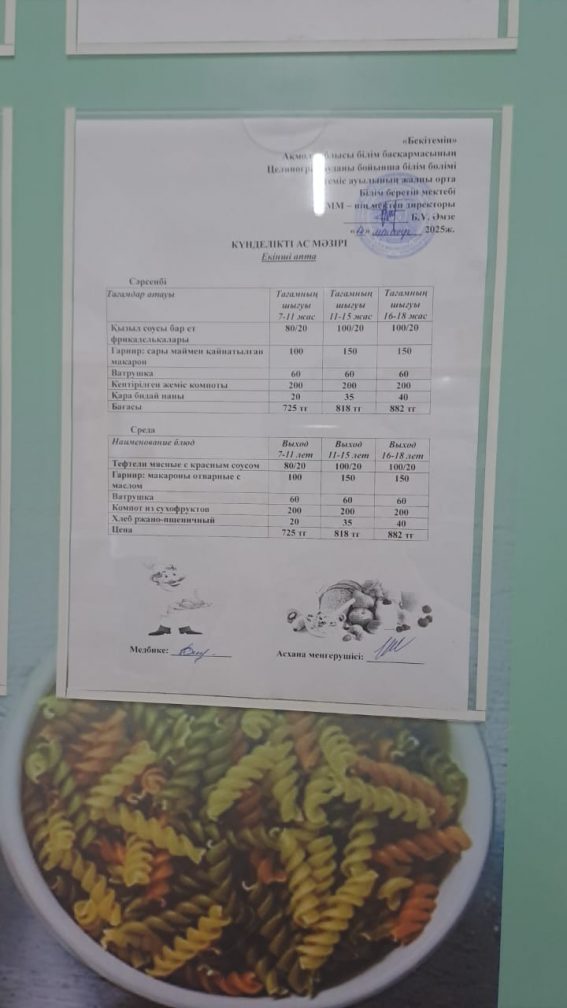 «Бекітемін»
Ақмола облысы білім басқармасының
Целиноград ауданы бойынша білім бөлімі
ауылының жалпы орта
Білім беретін мектебі
ММ – нің мектеп директоры
Б.У. Әмзе
2025ж.
КҮНДЕЛІКТІ АС МӘЗІРІ
Екінші апта
Сәрсенбі
Тағамдар атауы Тағамның шығуы 7-11 жас Тағамның шығуы 11-15 жас Тағамның шығуы 16-18 жас
Қызыл соусы бар ет фрикаделькалары 80/20 100/20 100/20
Гарнир: сары маймен қайнатылған макарон 100 150 150
Ватрушка 60 60 60
Кептірілген жеміс компоты 200 200 200
Қара бидай наны 20 35 40
Бағасы 725 тг 818 тг 882 тг
Среда
Наименование блюд Выход 7-11 лет Выход 11-15 лет Выход 16-18 лет
Тефтели мясные с красным соусом 80/20 100/20 100/20
Гарнир: макароны отварные с маслом 100 150 150
Ватрушка 60 60 60
Компот из сухофруктов 200 200 200
Хлеб ржано-пшеничный 20 35 40
Цена 725 тг 818 тг 882 тг
Медбике:
Асхана меңгерушісі: